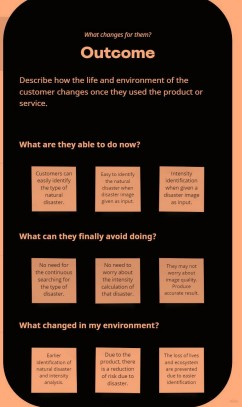 What changes for them?
Outcome
Describe how the life and environment of the
customer changes once they used the product or
service.
What are they able to do now?
Customers can
easily identify
the type of
natural
disaster.
Easy to identify
the natural
disaster when
disaster image
given as input.
Intensity
identification
when given a
disaster image
as input.
What can they finally avoid doing?
No need for
the continuous
searching for
the type of
disaster.
No need to
worry about
the intensity
calculation of
that disaster.
They may not
worry about
image quality.
Produce
accurate result.
What changed in my environment?
Earlier
identification of
natural disaster
and intensity
analysis.
Due to the
product, there
is a reduction
of risk due to
disaster.
The loss of lives
and ecosystem
are prevented
due to easier
identification